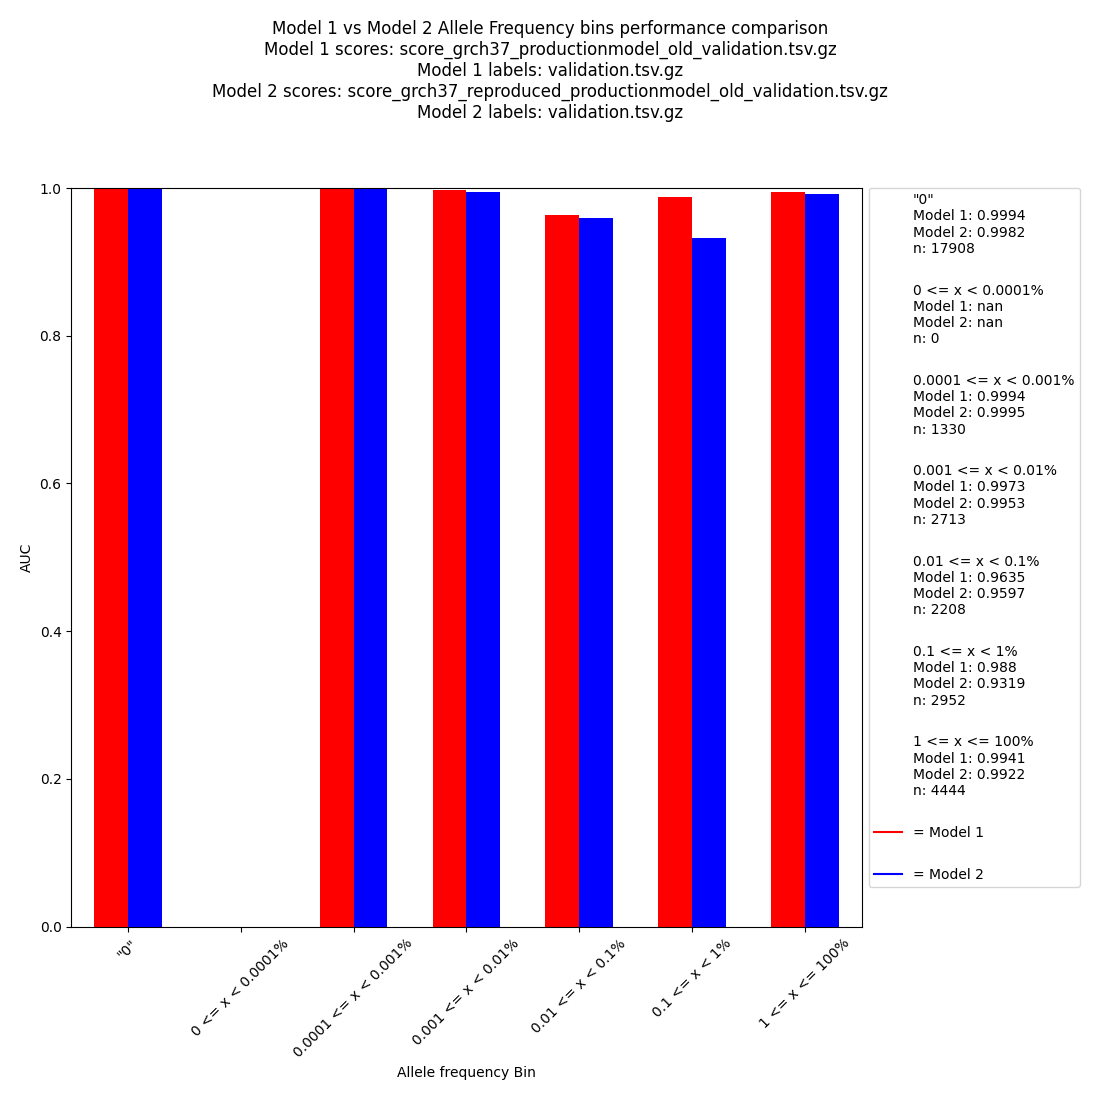 Model 1 vs Model 2 Allele Frequency bins performance comparison
Model 1 scores: score_grch37_productionmodel_old_validation.tsv.gz
Model 1 labels: validation.tsv.gz
Model 2 scores: score_grch37_reproduced_productionmodel_old_validation.tsv.gz
Model 2 labels: validation.tsv.gz
1.0
0.8
0.6
0.4
0.2
0.0
AUC
"0"
0 <= x < 0.0001%
0.0001 <= x < 0.001%
0.001 <= x < 0.01%
0.01 <= x < 0.1%
0.1 <= x < 1%
1 <= x <= 100%
Allele frequency Bin
"0"
Model 1: 0.9994
Model 2: 0.9982
n: 17908
0 <= x < 0.0001%
Model 1: nan
Model 2: nan
n: 0
0.0001 <= x < 0.001%
Model 1: 0.9994
Model 2: 0.9995
n: 1330
0.001 <= x < 0.01%
Model 1: 0.9973
Model 2: 0.9953
n: 2713
0.01 <= x < 0.1%
Model 1: 0.9635
Model 2: 0.9597
n: 2208
0.1 <= x < 1%
Model 1: 0.988
Model 2: 0.9319
n: 2952
1 <= x <= 100%
Model 1: 0.9941
Model 2: 0.9922
n: 4444
= Model 1
= Model 2